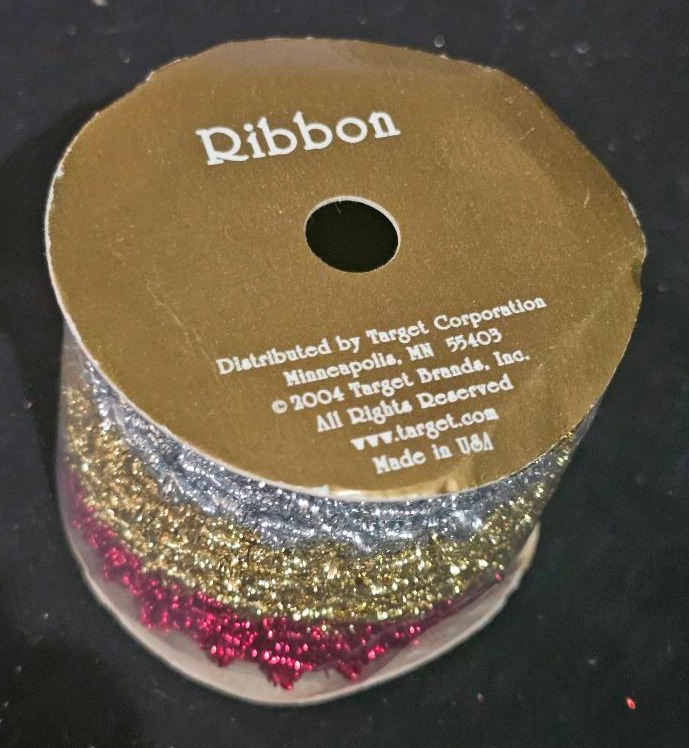 Ribbon
Distributed by Target Corporation
Minneapolis, MN 55403
© 2004 Target Brands, Inc.
All Rights Reserved
www.target.com
Made in USA